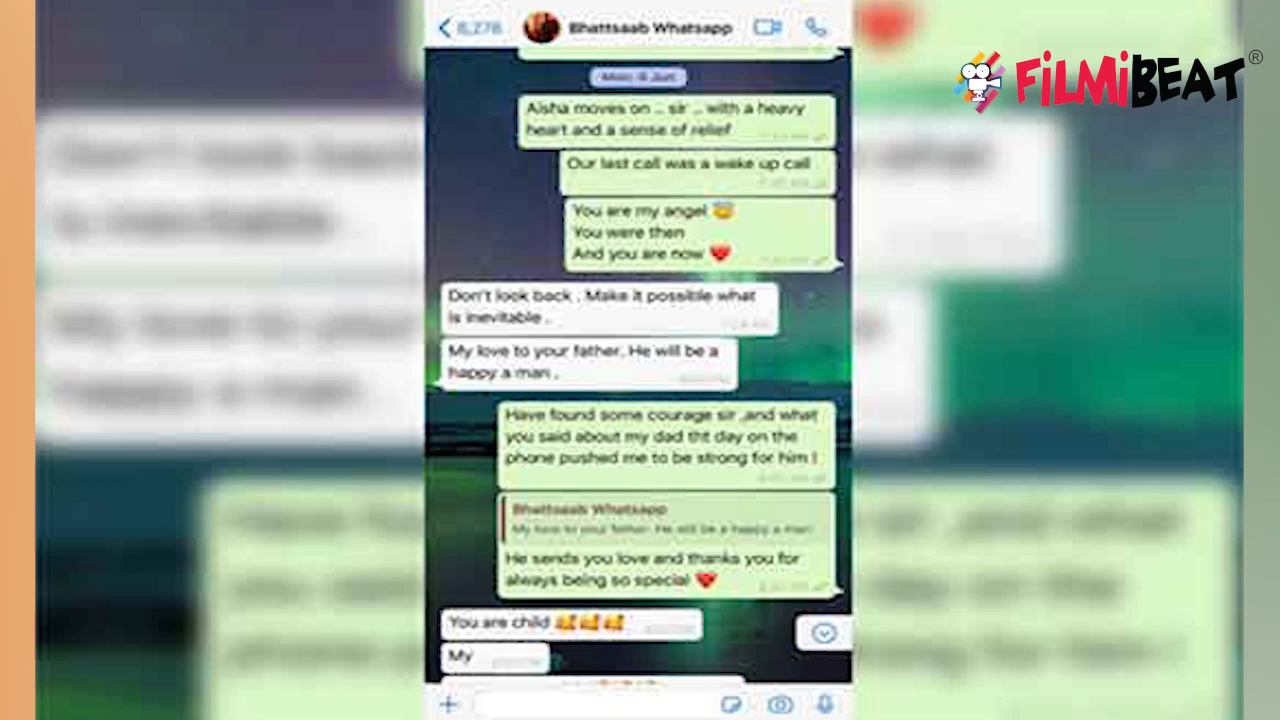 8,278
Bhattsaab Whatsapp
FILMIBEAT®
Mon, 8 Jun
Aisha moves on .. sir .. with a heavy
heart and a sense of relief
Our last call was a wake up call
You are my angel 😇
You were then
And you are now ❤️
Don't look back . Make it possible what
is inevitable .
My love to your father. He will be a
happy a man .
Have found some courage sir ,and what
you said about my dad tht day on the
phone pushed me to be strong for him !
Bhattsaab Whatsapp
My love to your father. He will be a happy a man .
He sends you love and thanks you for
always being so special ❤️
You are child 🥰🥰🥰
My